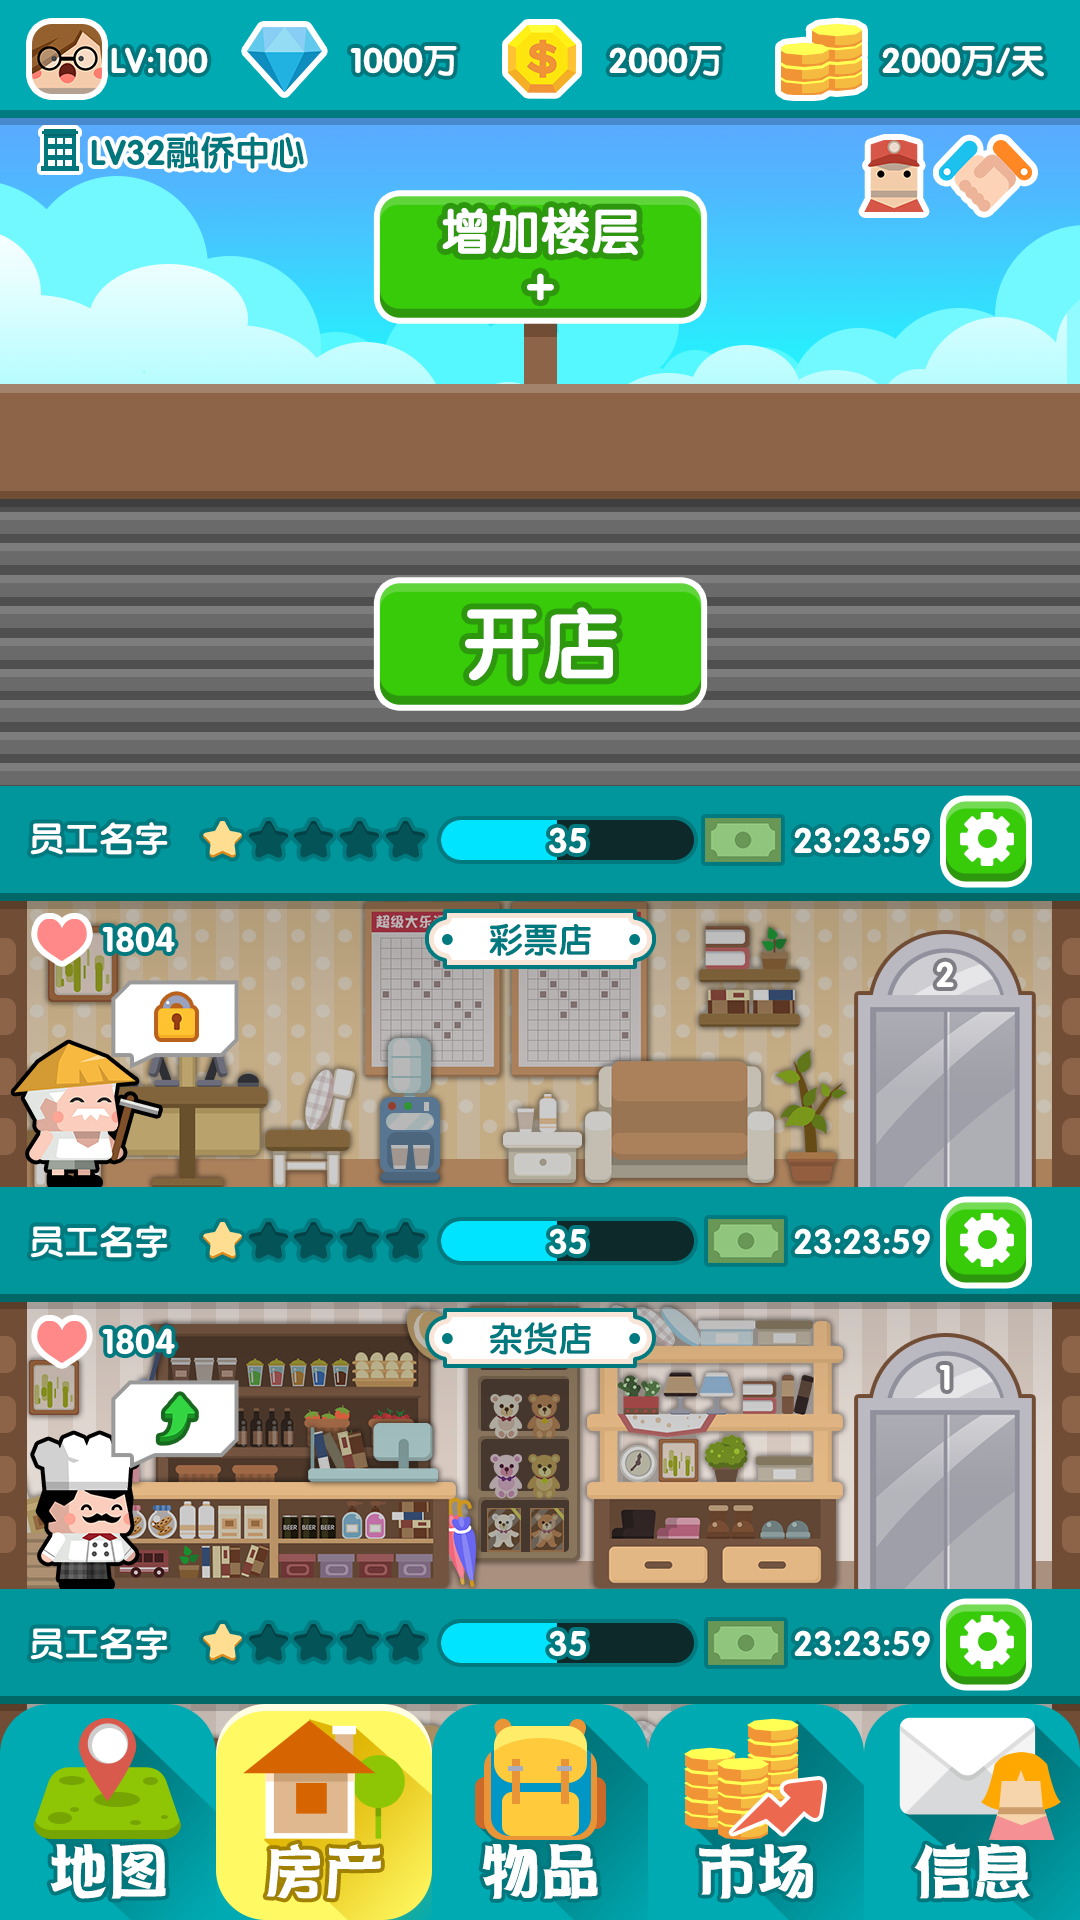 LV:100 1000万 2000万 2000万/天
LV32融侨中心
增加楼层
+
开店
员工名字 35 23:23:59
1804 超级大乐 彩票店
2
员工名字 35 23:23:59
1804 杂货店
1
BEER BEER BEER
员工名字 35 23:23:59
地图 房产 物品 市场 信息